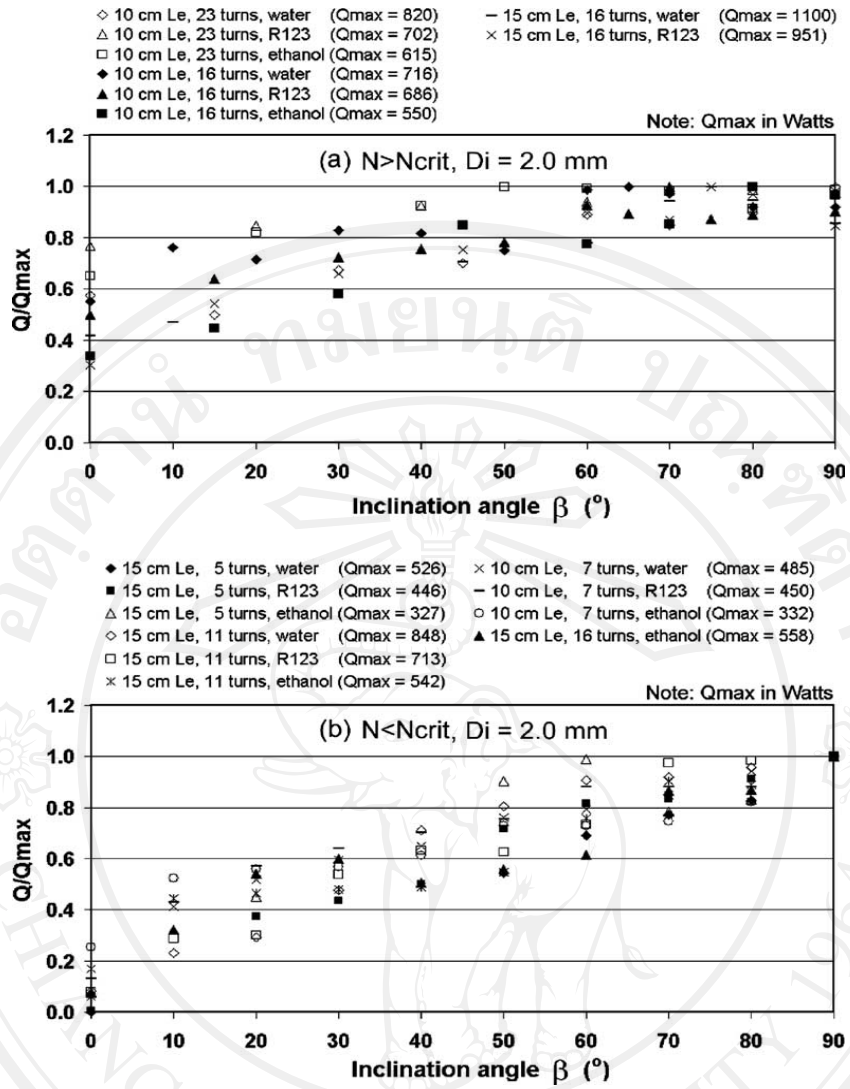 ◇ 10 cm Le, 23 turns, water (Qmax = 820)
△ 10 cm Le, 23 turns, R123 (Qmax = 702)
□ 10 cm Le, 23 turns, ethanol (Qmax = 615)
◆ 10 cm Le, 16 turns, water (Qmax = 716)
▲ 10 cm Le, 16 turns, R123 (Qmax = 686)
■ 10 cm Le, 16 turns, ethanol (Qmax = 550)
– 15 cm Le, 16 turns, water (Qmax = 1100)
× 15 cm Le, 16 turns, R123 (Qmax = 951)
Note: Qmax in Watts
(a) N>Ncrit, Di = 2.0 mm
Q/Qmax
1.2
1.0
0.8
0.6
0.4
0.2
0.0
0 10 20 30 40 50 60 70 80 90
Inclination angle β (°)
◆ 15 cm Le, 5 turns, water (Qmax = 526)
■ 15 cm Le, 5 turns, R123 (Qmax = 446)
△ 15 cm Le, 5 turns, ethanol (Qmax = 327)
◇ 15 cm Le, 11 turns, water (Qmax = 848)
□ 15 cm Le, 11 turns, R123 (Qmax = 713)
✳ 15 cm Le, 11 turns, ethanol (Qmax = 542)
× 10 cm Le, 7 turns, water (Qmax = 485)
– 10 cm Le, 7 turns, R123 (Qmax = 450)
○ 10 cm Le, 7 turns, ethanol (Qmax = 332)
▲ 15 cm Le, 16 turns, ethanol (Qmax = 558)
Note: Qmax in Watts
(b) N<Ncrit, Di = 2.0 mm
Q/Qmax
1.2
1.0
0.8
0.6
0.4
0.2
0.0
0 10 20 30 40 50 60 70 80 90
Inclination angle β (°)